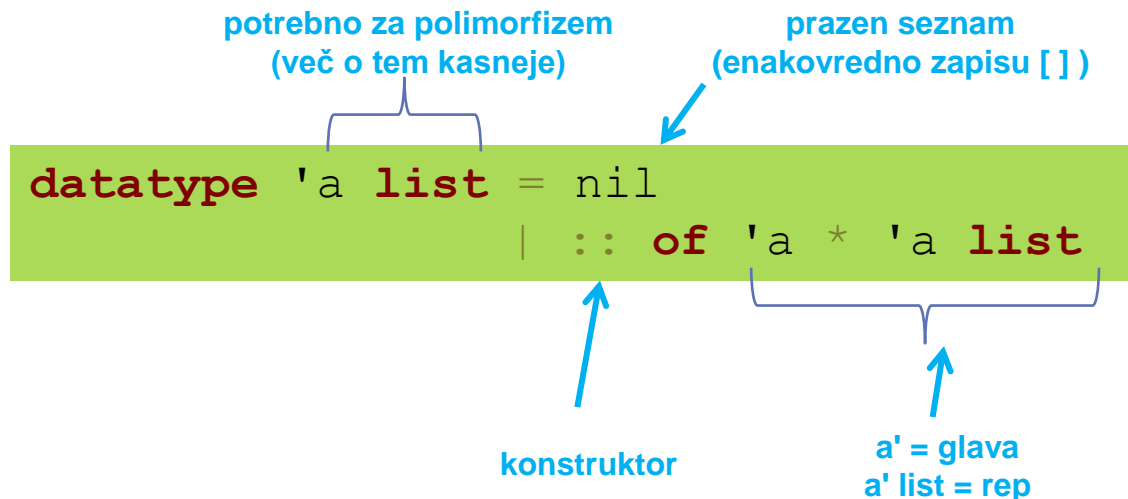 potrebno za polimorfizem
(več o tem kasneje)
prazen seznam
(enakovredno zapisu [ ] )
datatype 'a list = nil
| :: of 'a * 'a list
konstruktor
a' = glava
a' list = rep